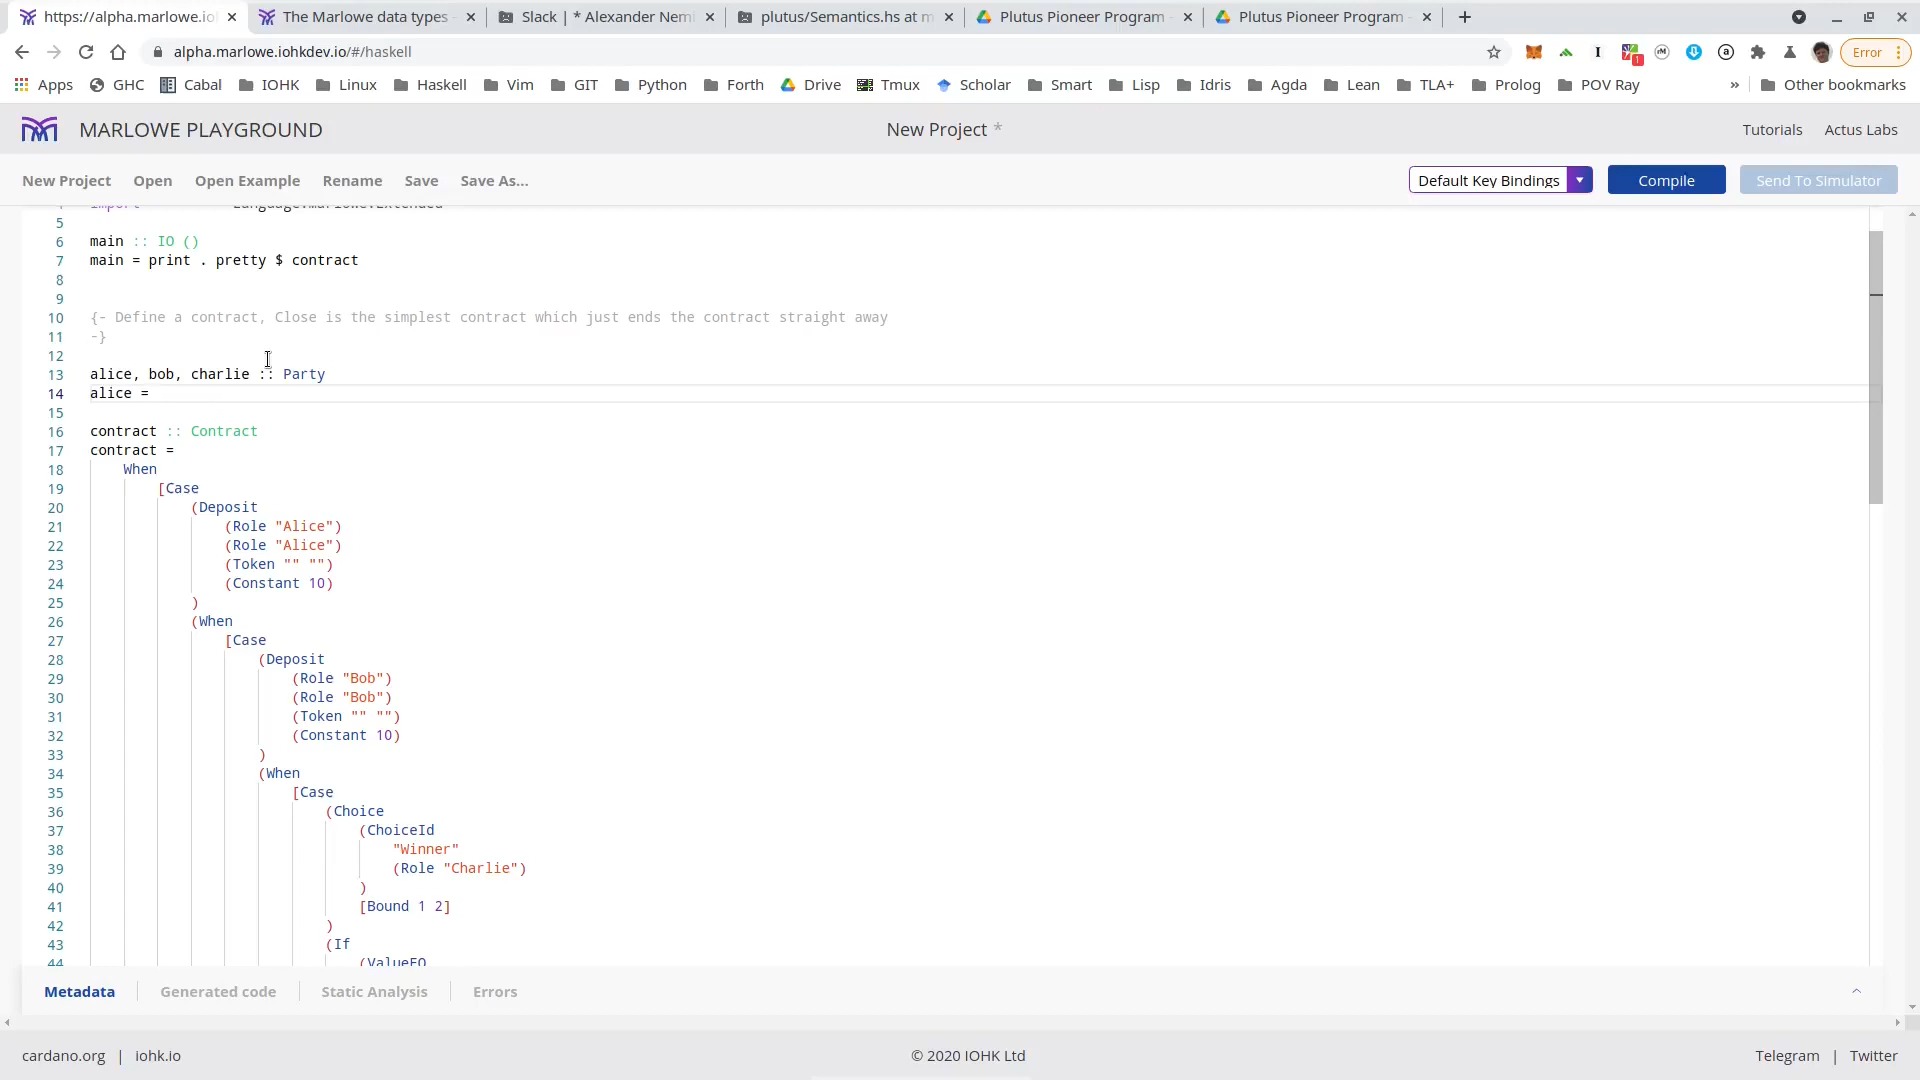 https://alpha.marlowe.io
The Marlowe data types
Slack | * Alexander Nemi
plutus/Semantics.hs at m
Plutus Pioneer Program
Plutus Pioneer Program
alpha.marlowe.iohkdev.io/#/haskell
Error
Apps GHC Cabal IOHK Linux Haskell Vim GIT Python Forth Drive Tmux Scholar Smart Lisp Idris Agda Lean TLA+ Prolog POV Ray » Other bookmarks
MARLOWE PLAYGROUND
New Project *
Tutorials Actus Labs
New Project Open Open Example Rename Save Save As...
Default Key Bindings
Compile
Send To Simulator
5
6 main :: IO ()
7 main = print . pretty $ contract
8
9
10 {- Define a contract, Close is the simplest contract which just ends the contract straight away
11 -}
12
13 alice, bob, charlie :: Party
14 alice =
15
16 contract :: Contract
17 contract =
18 When
19 [Case
20 (Deposit
21 (Role "Alice")
22 (Role "Alice")
23 (Token "" "")
24 (Constant 10)
25 )
26 (When
27 [Case
28 (Deposit
29 (Role "Bob")
30 (Role "Bob")
31 (Token "" "")
32 (Constant 10)
33 )
34 (When
35 [Case
36 (Choice
37 (ChoiceId
38 "Winner"
39 (Role "Charlie")
40 )
41 [Bound 1 2]
42 )
43 (If
44 (ValueEQ
Metadata Generated code Static Analysis Errors
cardano.org | iohk.io
© 2020 IOHK Ltd
Telegram | Twitter